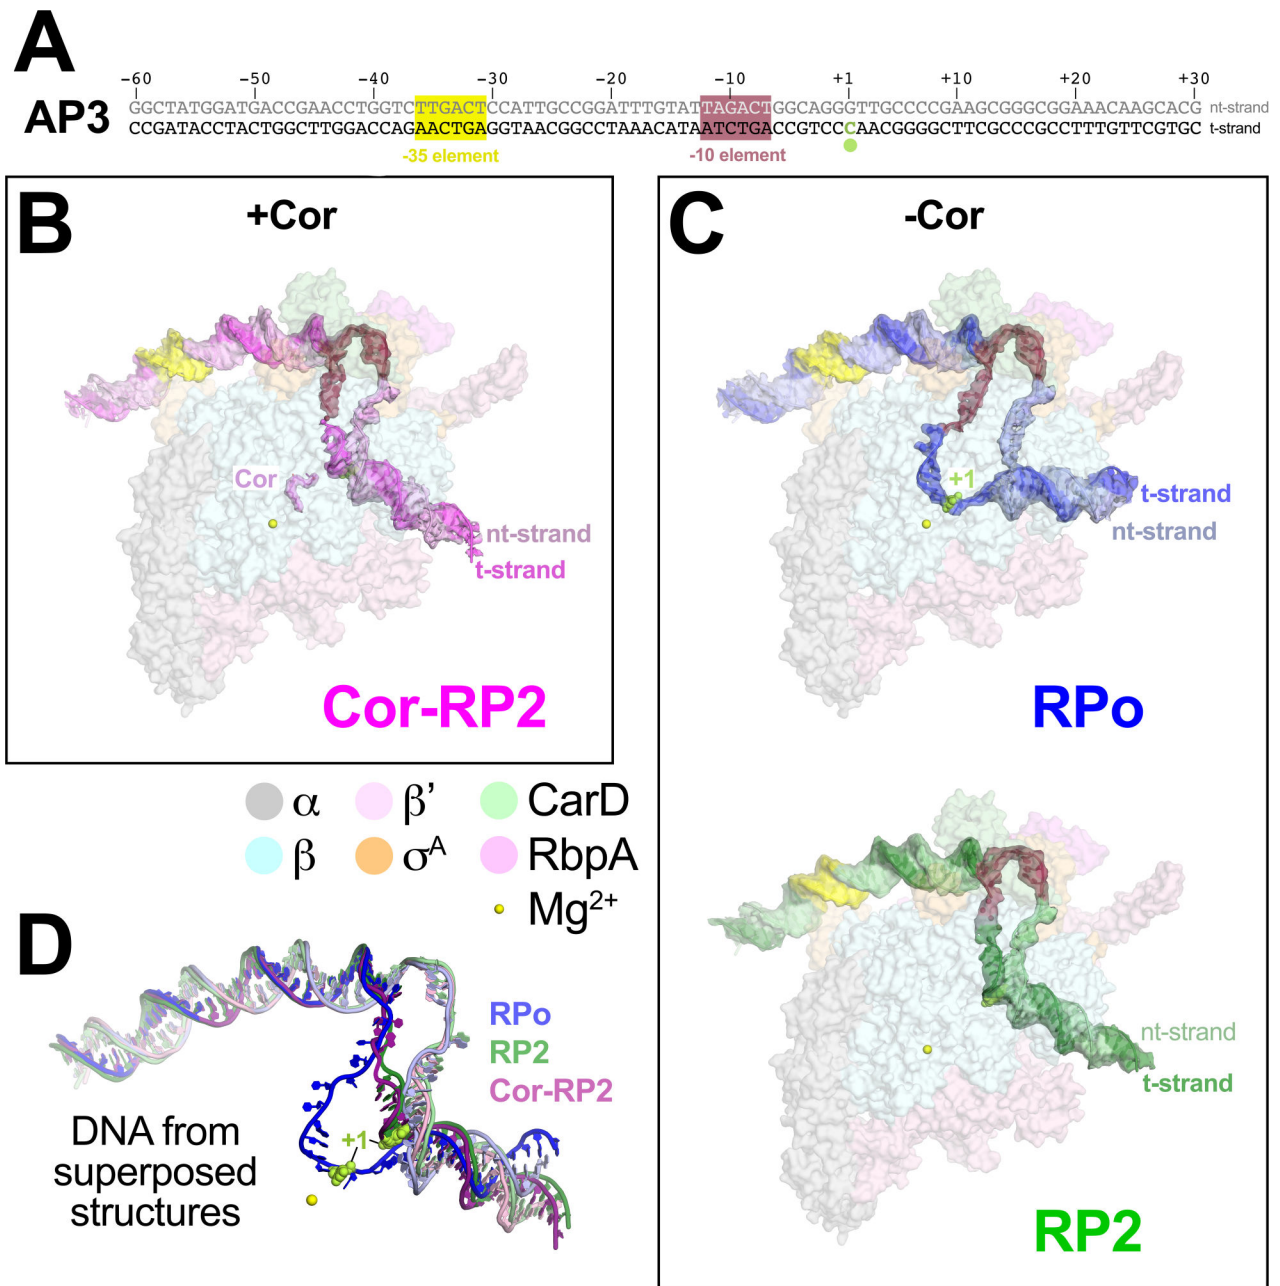 A
-60 -50 -40 -30 -20 -10 +1 +10 +20 +30
AP3
GGCTATGGATGACCGAACCTGGTCTTGACTCCATTGCCGGATTTGTATTAGACTGGCAGGGTTGCCCCGAAGCGGGCGGAAACAAGCACG nt-strand
CCGATACCTACTGGCTTGGACCAGAACTGAGGTAACGGCCTAAACATAATCTGACCGTCCCAACGGGGCTTCGCCCGCCTTTGTTCGTGC t-strand
-35 element
-10 element
B
+Cor
Cor
nt-strand
t-strand
Cor-RP2
C
-Cor
+1
t-strand
nt-strand
RPo
nt-strand
t-strand
RP2
α β’ CarD
β σA RbpA
Mg2+
D
RPo
RP2
Cor-RP2
+1
DNA from
superposed
structures